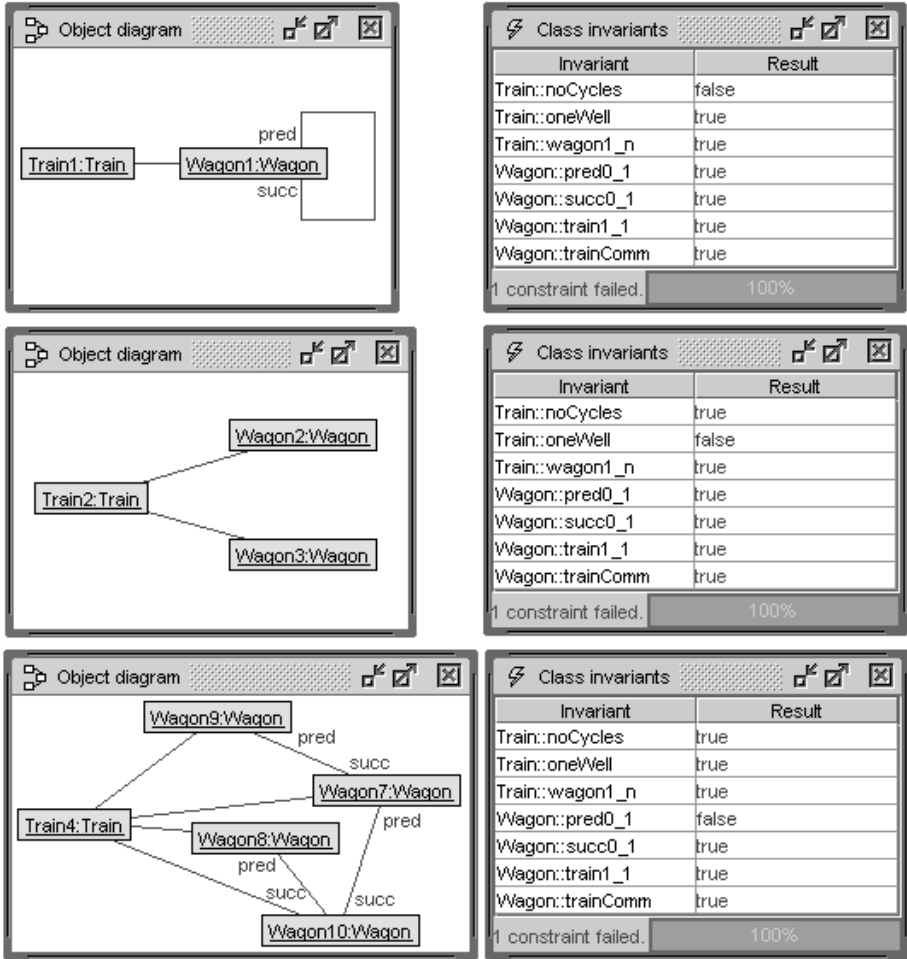 Object diagram
pred
Train1:Train
Wagon1:Wagon
succ
Class invariants
Invariant Result
Train::noCycles false
Train::oneWell true
Train::wagon1_n true
Wagon::pred0_1 true
Wagon::succ0_1 true
Wagon::train1_1 true
Wagon::trainComm true
1 constraint failed. 100%
Object diagram
Wagon2:Wagon
Train2:Train
Wagon3:Wagon
Class invariants
Invariant Result
Train::noCycles true
Train::oneWell false
Train::wagon1_n true
Wagon::pred0_1 true
Wagon::succ0_1 true
Wagon::train1_1 true
Wagon::trainComm true
1 constraint failed. 100%
Object diagram
Wagon9:Wagon
pred
succ
Wagon7:Wagon
Train4:Train
pred
Wagon8:Wagon
pred
succ
succ
Wagon10:Wagon
Class invariants
Invariant Result
Train::noCycles true
Train::oneWell true
Train::wagon1_n true
Wagon::pred0_1 false
Wagon::succ0_1 true
Wagon::train1_1 true
Wagon::trainComm true
1 constraint failed. 100%